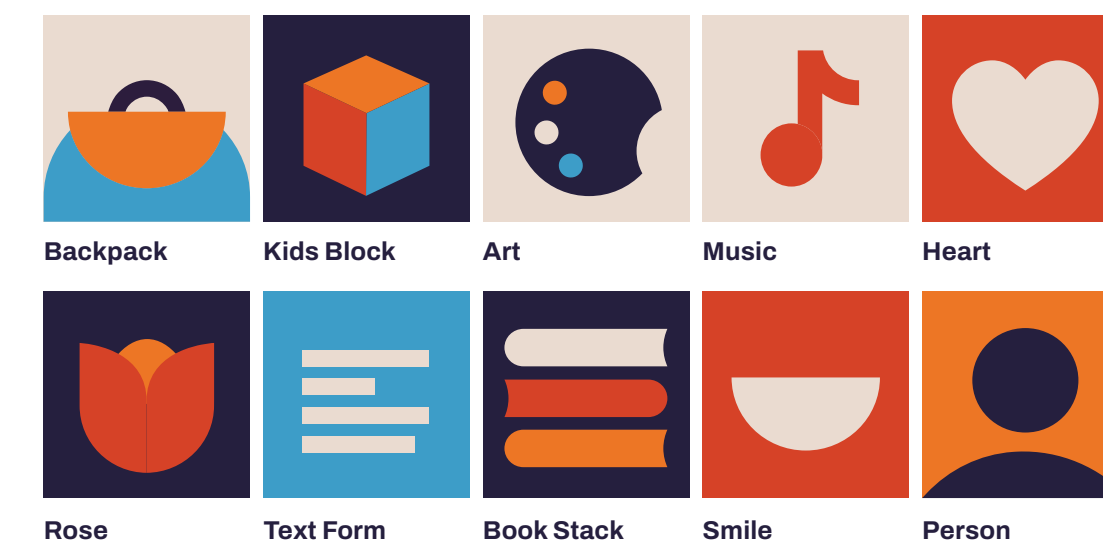 Backpack
Kids Block
Art
Music
Heart
Rose
Text Form
Book Stack
Smile
Person